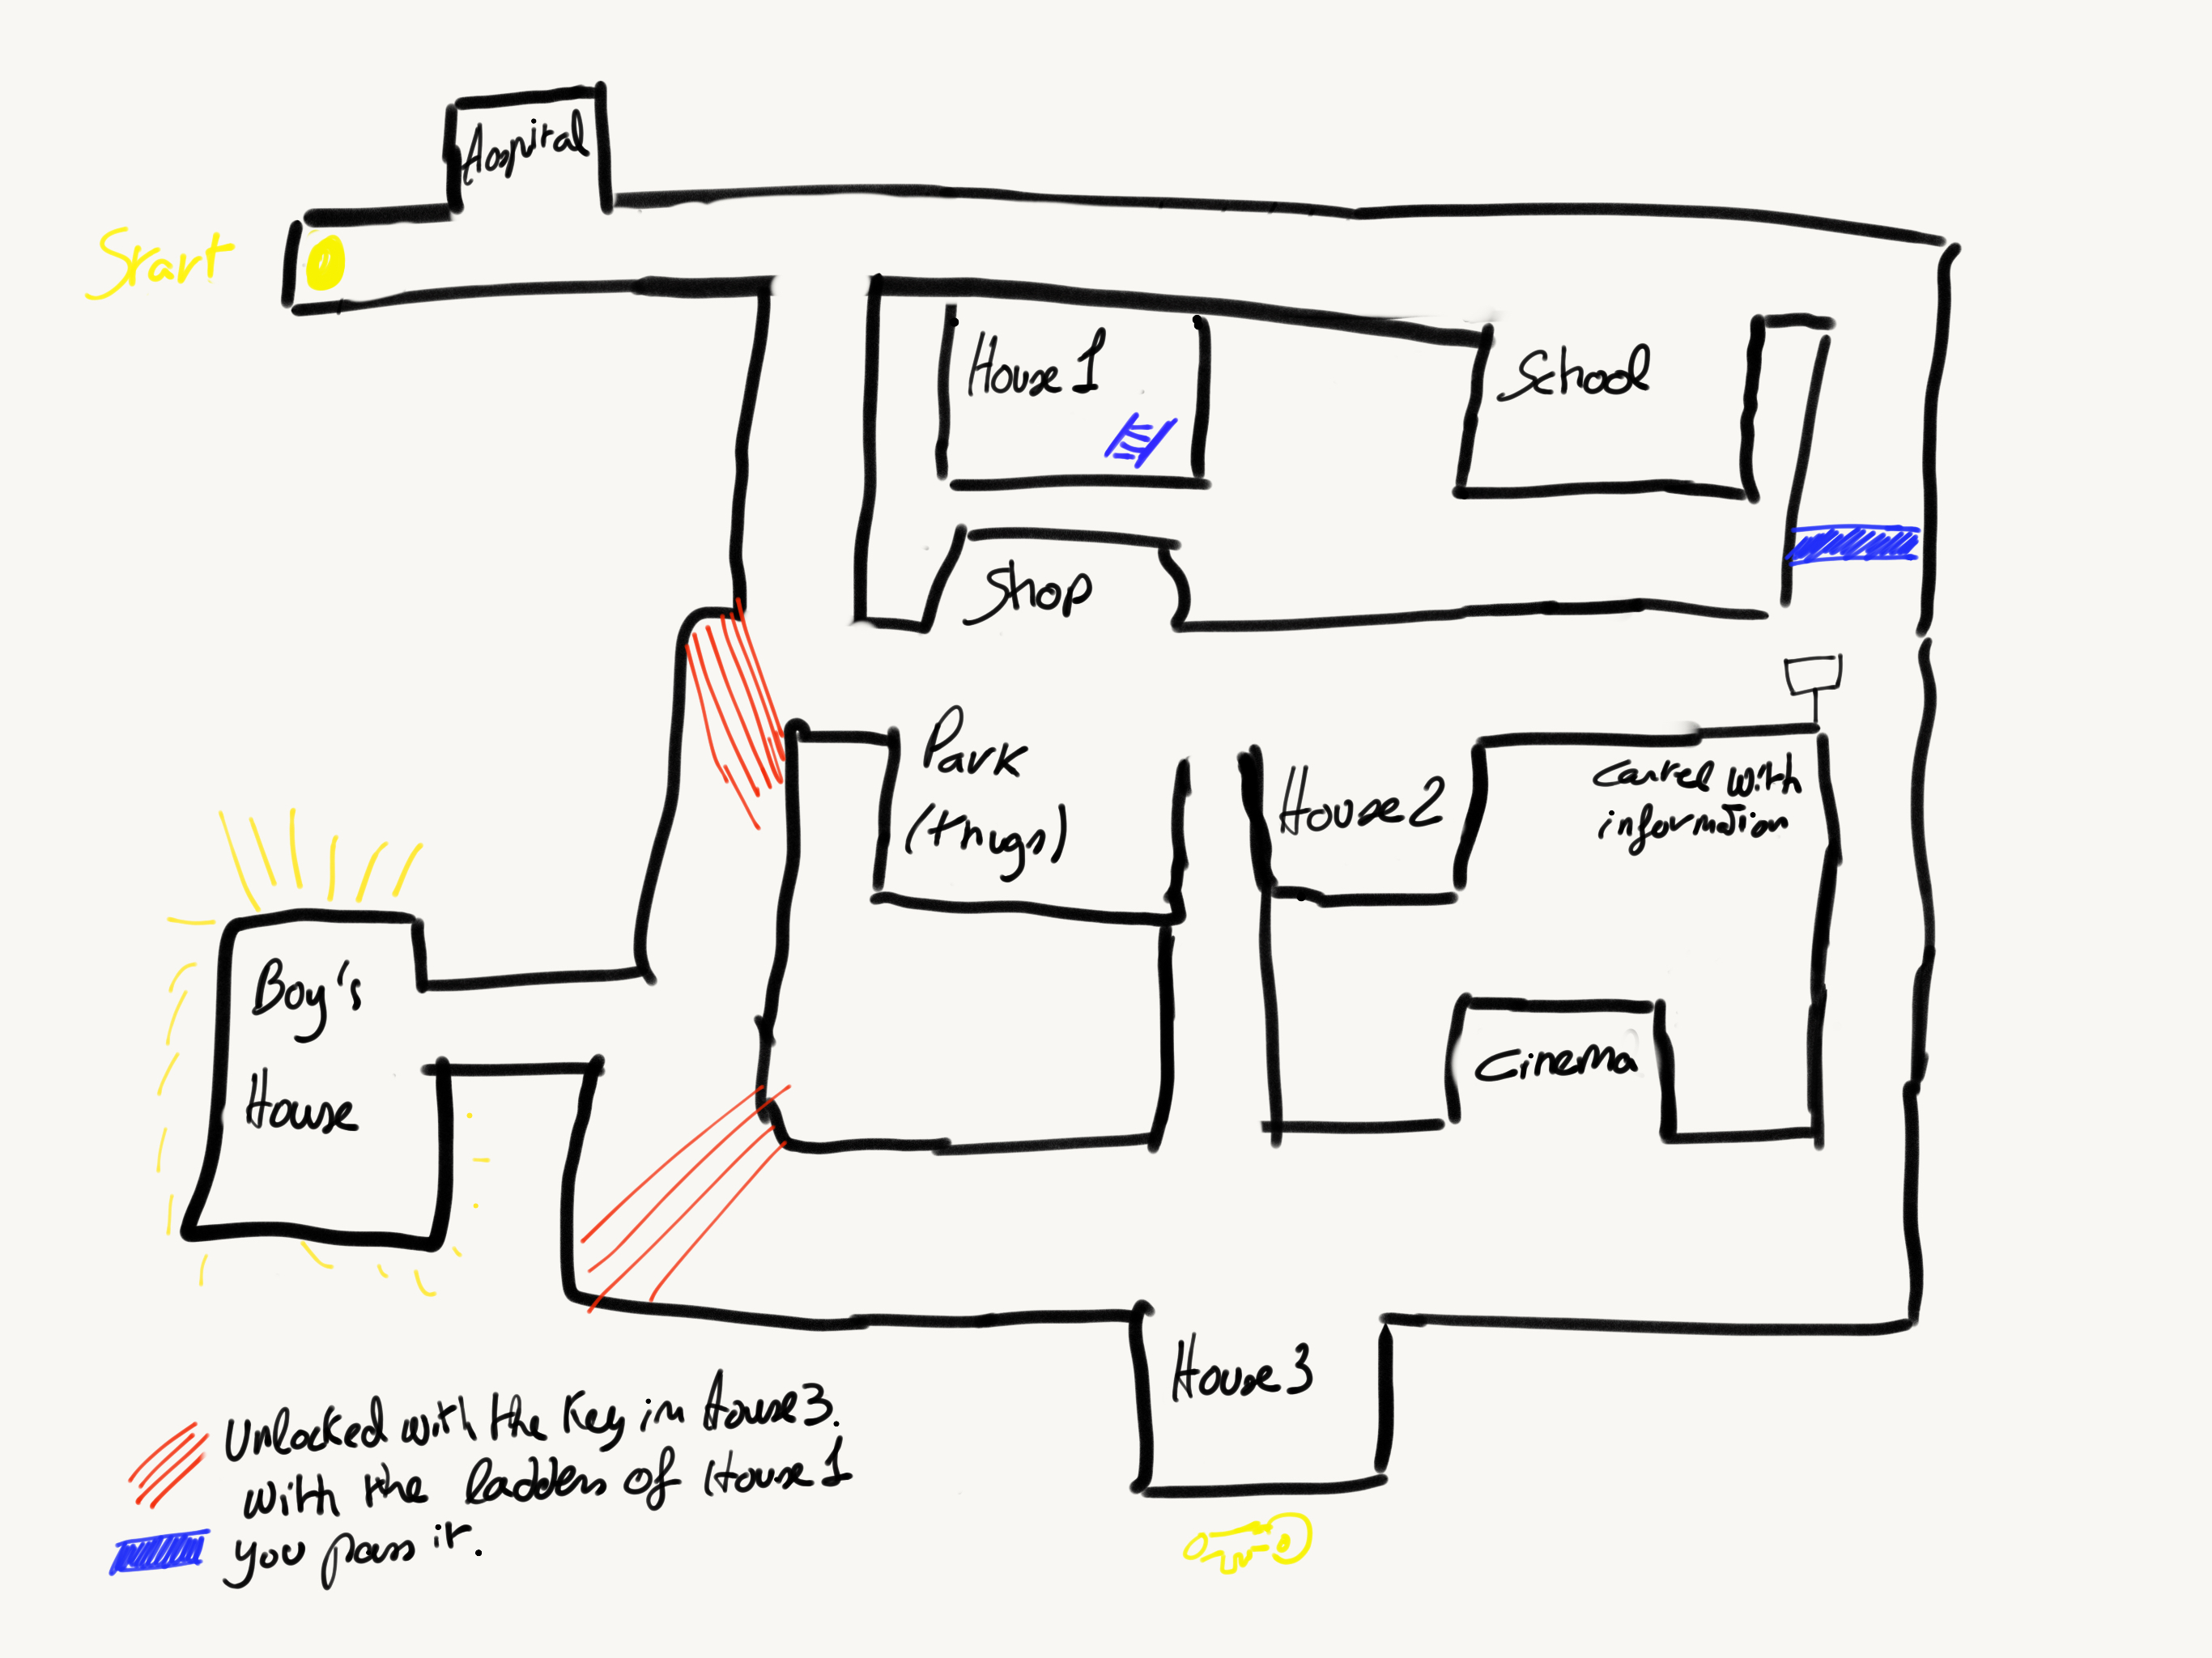 Hospital
Start
House 1
School
Shop
Park
(thugs)
House 2
Cartel with
information
Boy's
House
Cinema
House 3
Unlocked with the Key in House 3.
with the ladders of House 1
you pass it.